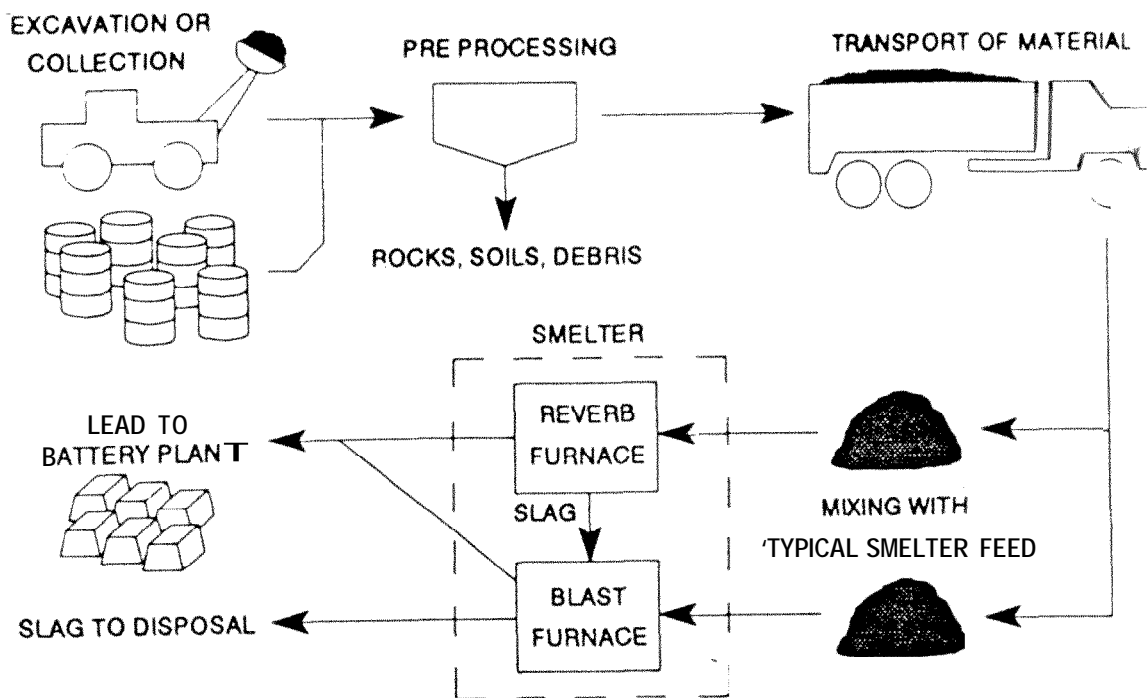 EXCAVATION OR
COLLECTION
PRE PROCESSING
TRANSPORT OF MATERIAL
ROCKS, SOILS, DEBRIS
SMELTER
REVERB
FURNACE
LEAD TO
BATTERY PLANT
SLAG
MIXING WITH
'TYPICAL SMELTER FEED
BLAST
FURNACE
SLAG TO DISPOSAL